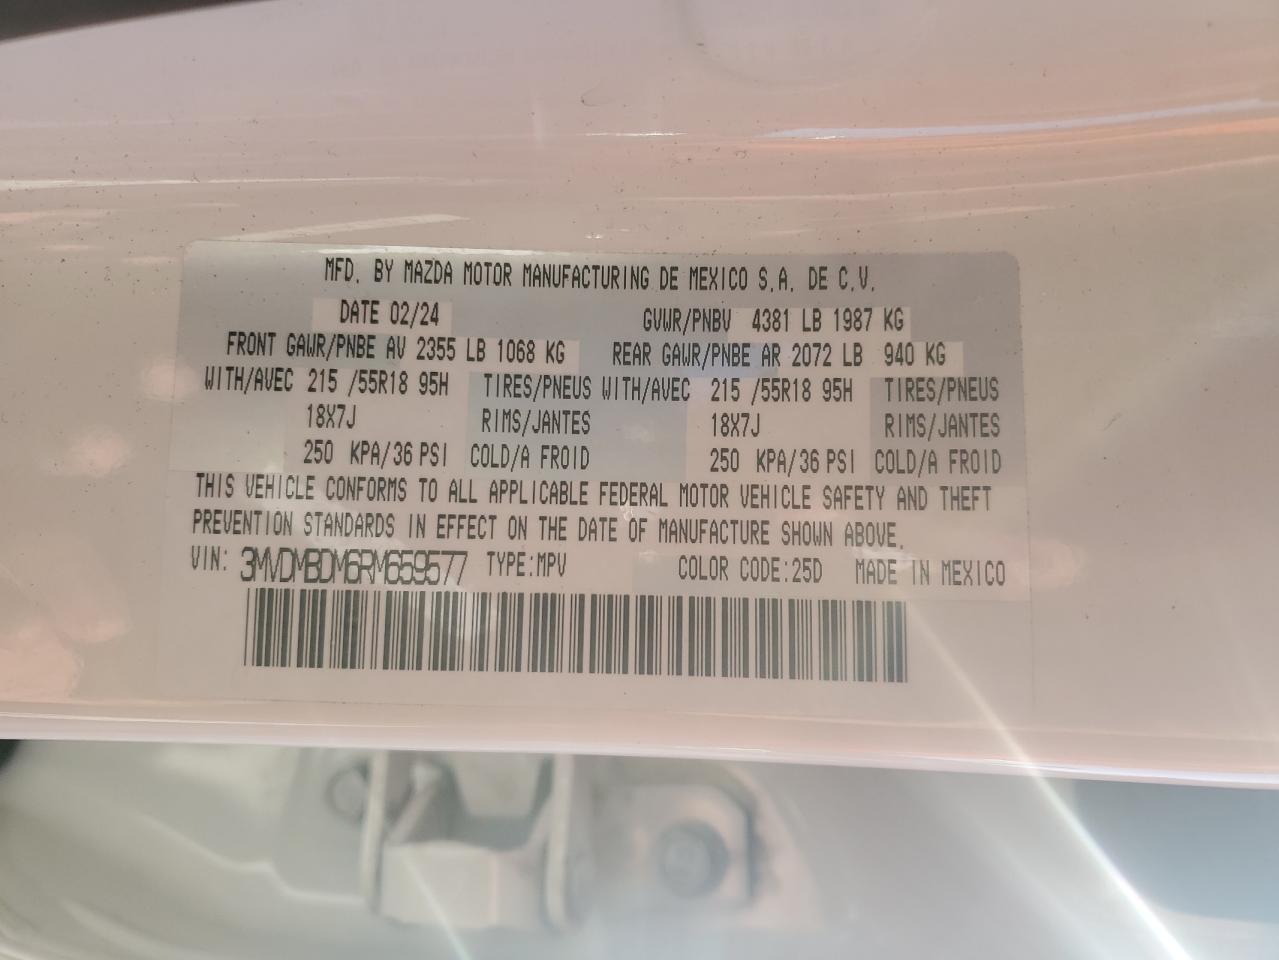 MFD. BY MAZDA MOTOR MANUFACTURING DE MEXICO S.A. DE C.V.
DATE 02/24 GVWR/PNBV 4381 LB 1987 KG
FRONT GAWR/PNBE AV 2355 LB 1068 KG REAR GAWR/PNBE AR 2072 LB 940 KG
WITH/AVEC 215 /55R18 95H TIRES/PNEUS WITH/AVEC 215 /55R18 95H TIRES/PNEUS
18X7J RIMS/JANTES 18X7J RIMS/JANTES
250 KPA/36 PSI COLD/A FROID 250 KPA/36 PSI COLD/A FROID
THIS VEHICLE CONFORMS TO ALL APPLICABLE FEDERAL MOTOR VEHICLE SAFETY AND THEFT
PREVENTION STANDARDS IN EFFECT ON THE DATE OF MANUFACTURE SHOWN ABOVE.
VIN: 3MVDMBDM6RM659577 TYPE:MPV COLOR CODE:25D MADE IN MEXICO